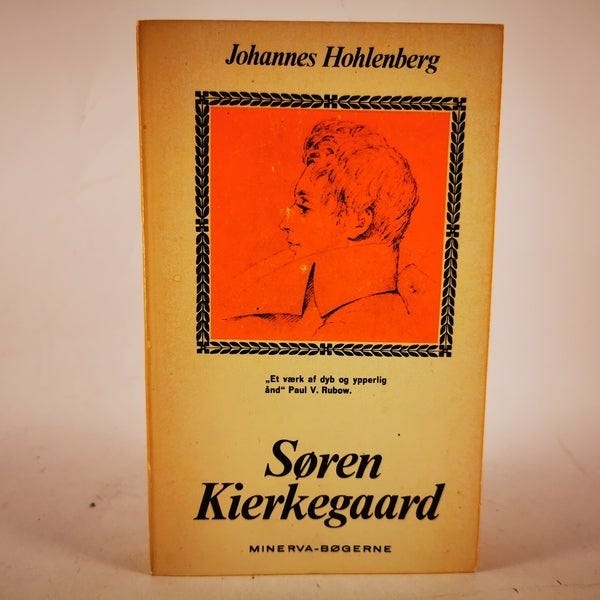 Johannes Hohlenberg
„Et værk af dyb og ypperlig
ånd“ Paul V. Rubow.
Søren
Kierkegaard
MINERVA-BØGERNE